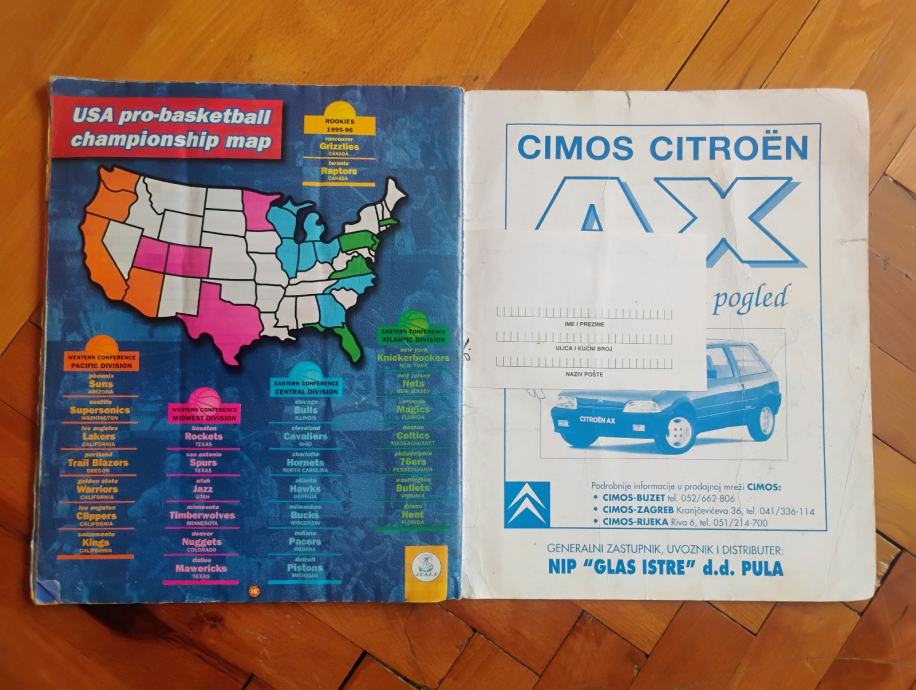 USA pro-basketball
championship map
ROOKIES
1995-96
vancouver
Grizzlies
CANADA
toronto
Raptors
CANADA
WESTERN CONFERENCE
PACIFIC DIVISION
phoenix
Suns
ARIZONA
seattle
Supersonics
WASHINGTON
los angeles
Lakers
CALIFORNIA
portland
Trail Blazers
OREGON
golden state
Warriors
CALIFORNIA
los angeles
Clippers
CALIFORNIA
sacramento
Kings
CALIFORNIA
WESTERN CONFERENCE
MIDWEST DIVISION
houston
Rockets
TEXAS
san antonio
Spurs
TEXAS
utah
Jazz
UTAH
minnesota
Timberwolves
MINNESOTA
denver
Nuggets
COLORADO
dallas
Mawericks
TEXAS
EASTERN CONFERENCE
CENTRAL DIVISION
chicago
Bulls
ILLINOIS
cleveland
Cavaliers
OHIO
charlotte
Hornets
NORTH CAROLINA
atlanta
Hawks
GEORGIA
milwaukee
Bucks
WISCONSIN
indiana
Pacers
INDIANA
detroit
Pistons
MICHIGAN
EASTERN CONFERENCE
ATLANTIC DIVISION
new york
Knickerbockers
NEW YORK
new jersey
Nets
NEW JERSEY
orlando
Magics
FLORIDA
boston
Celtics
MASSACHUSSET
philadelphia
76ers
PENNSYLVANIA
washington
Bullets
VIRGINIA
miami
Heat
FLORIDA
CIMOS CITROËN
AX
pogled
IME I PREZIME
ULICA I KUĆNI BROJ
NAZIV POŠTE
CITROËN AX
Podrobnije informacije u prodajnoj mreži CIMOS:
• CIMOS-BUZET tel. 052/662-806
• CIMOS-ZAGREB Kranjčevićeva 36, tel. 041/336-114
• CIMOS-RIJEKA Riva 6, tel. 051/214-700
GENERALNI ZASTUPNIK, UVOZNIK I DISTRIBUTER:
NIP "GLAS ISTRE" d.d. PULA